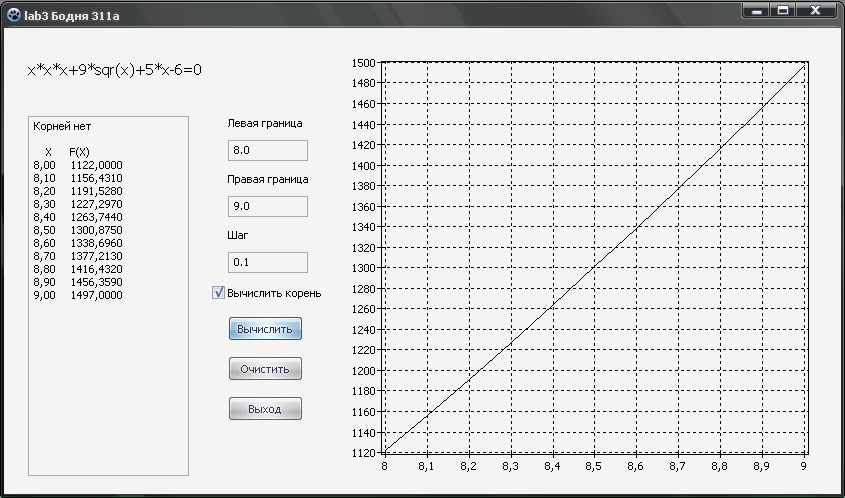 lab3 Бодня 311а
x*x*x+9*sqr(x)+5*x-6=0
Корней нет
X F(X)
8,00 1122,0000
8,10 1156,4310
8,20 1191,5280
8,30 1227,2970
8,40 1263,7440
8,50 1300,8750
8,60 1338,6960
8,70 1377,2130
8,80 1416,4320
8,90 1456,3590
9,00 1497,0000
Левая граница
8.0
Правая граница
9.0
Шаг
0.1
Вычислить корень
Вычислить
Очистить
Выход
1500
1480
1460
1440
1420
1400
1380
1360
1340
1320
1300
1280
1260
1240
1220
1200
1180
1160
1140
1120
8 8,1 8,2 8,3 8,4 8,5 8,6 8,7 8,8 8,9 9